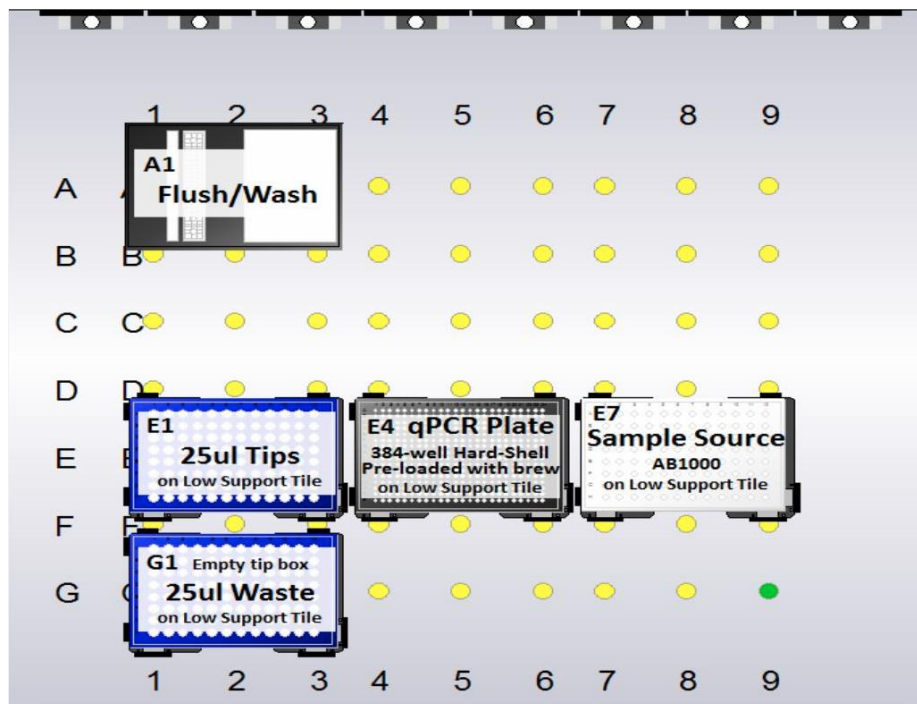 1 2 3 4 5 6 7 8 9
A1
Flush/Wash
A
B B
C C
D D
E1
25ul Tips
on Low Support Tile
E4 qPCR Plate
384-well Hard-Shell
Pre-loaded with brew
on Low Support Tile
E7
Sample Source
AB1000
on Low Support Tile
E
F F
G1 Empty tip box
25ul Waste
on Low Support Tile
G
1 2 3 4 5 6 7 8 9